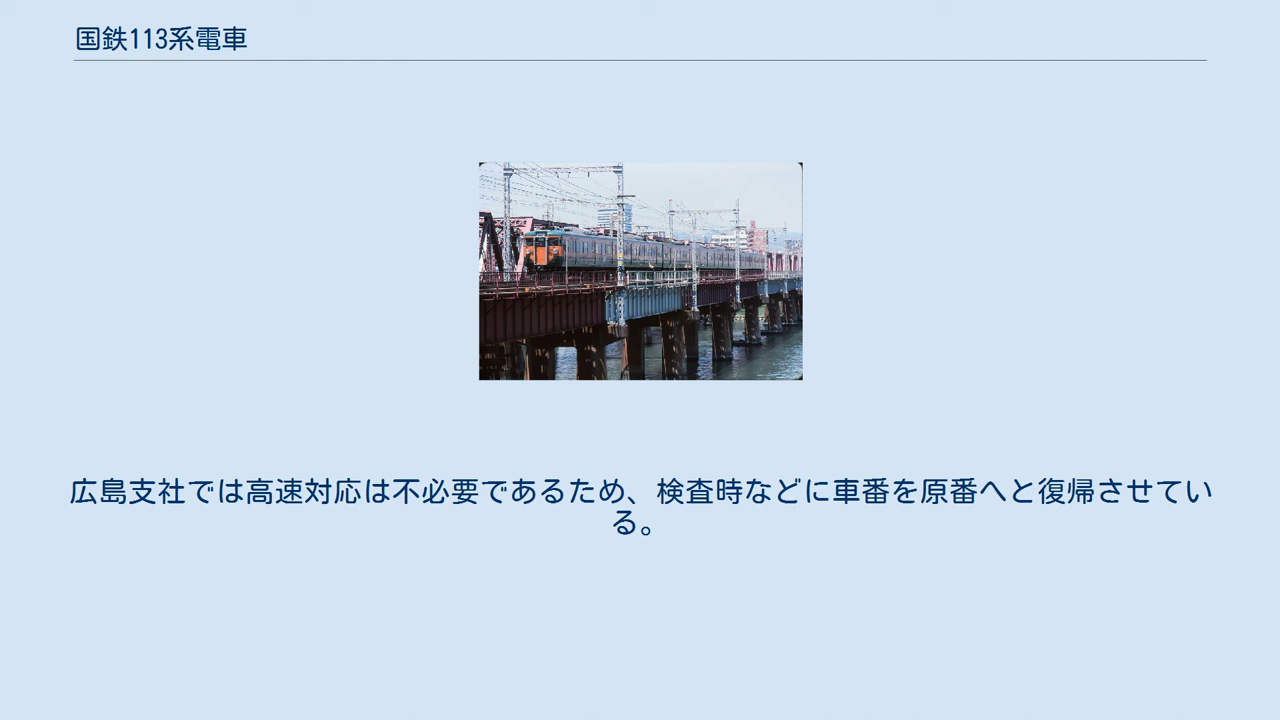 国鉄113系電車
広島支社では高速対応は不必要であるため、検査時などに車番を原番へと復帰させてい
る。